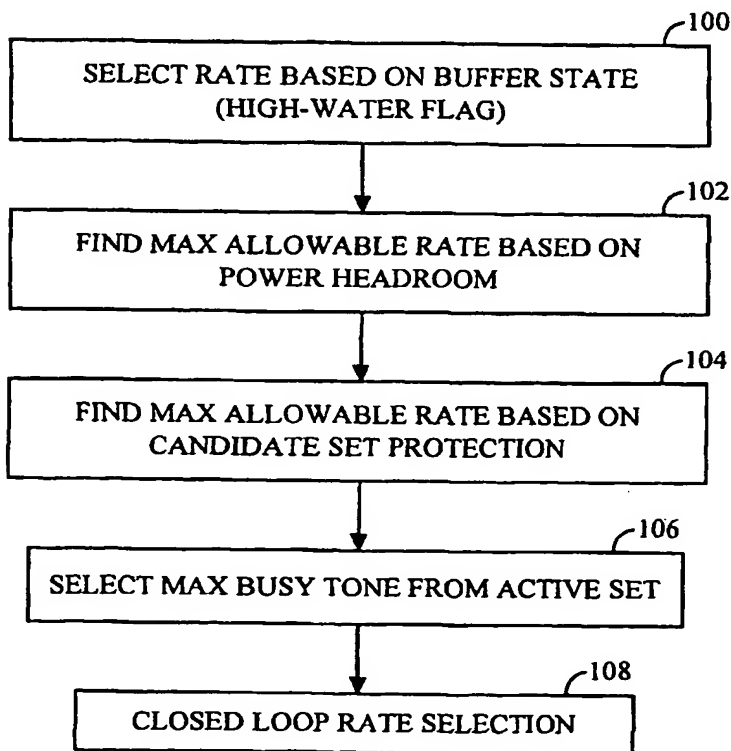 100
SELECT RATE BASED ON BUFFER STATE
(HIGH-WATER FLAG)
102
FIND MAX ALLOWABLE RATE BASED ON
POWER HEADROOM
104
FIND MAX ALLOWABLE RATE BASED ON
CANDIDATE SET PROTECTION
106
SELECT MAX BUSY TONE FROM ACTIVE SET
108
CLOSED LOOP RATE SELECTION